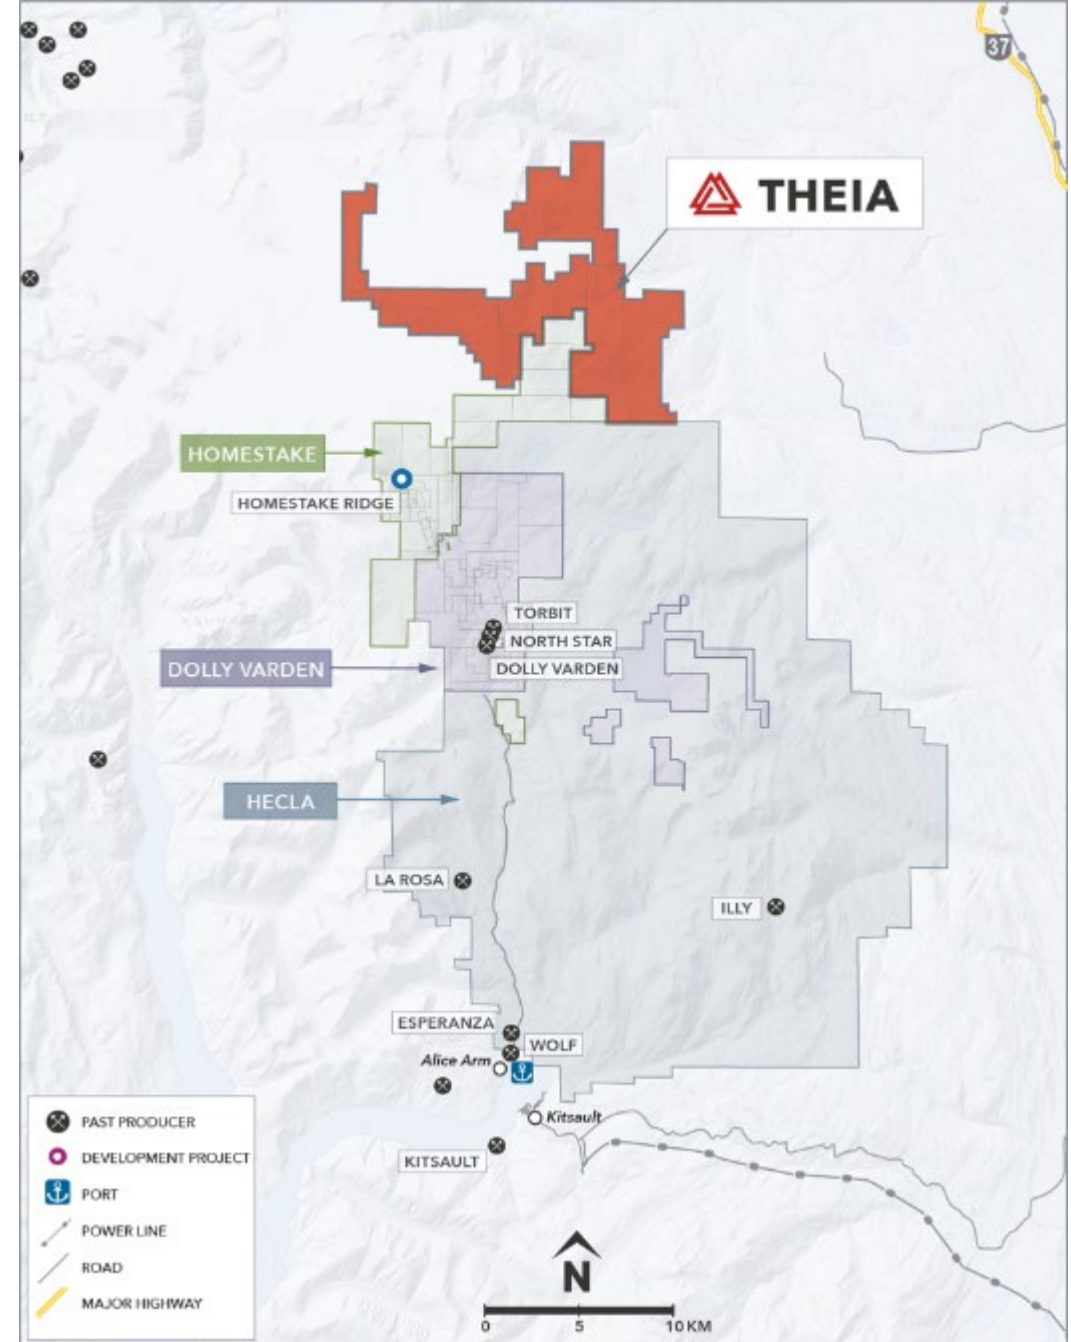 37
THEIA
HOMESTAKE
HOMESTAKE RIDGE
TORBIT
NORTH STAR
DOLLY VARDEN
DOLLY VARDEN
HECLA
LA ROSA
ILLY
ESPERANZA
WOLF
Alice Arm
Kitsault
KITSAULT
PAST PRODUCER
DEVELOPMENT PROJECT
PORT
POWER LINE
ROAD
MAJOR HIGHWAY
N
0 5 10 KM